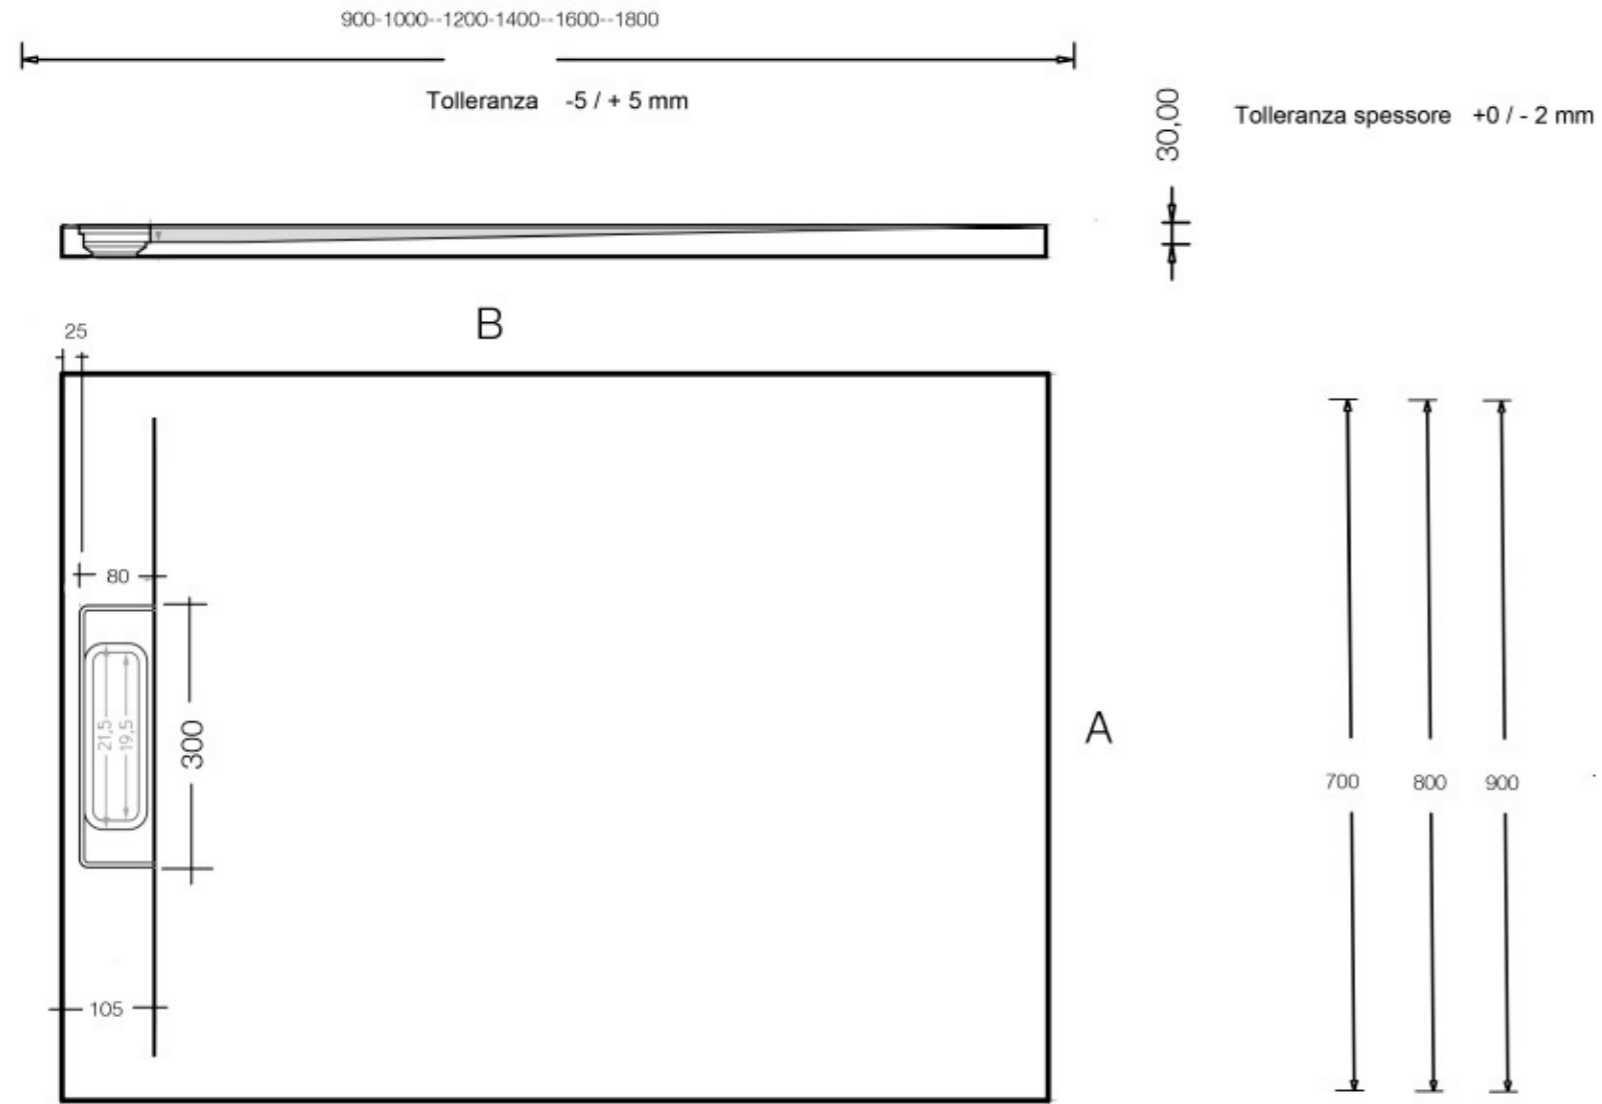 900-1000--1200-1400--1600--1800
Tolleranza -5 / + 5 mm
30,00
Tolleranza spessore +0 / - 2 mm
B
25
80
21,5
19,5
300
A
700 800 900
105